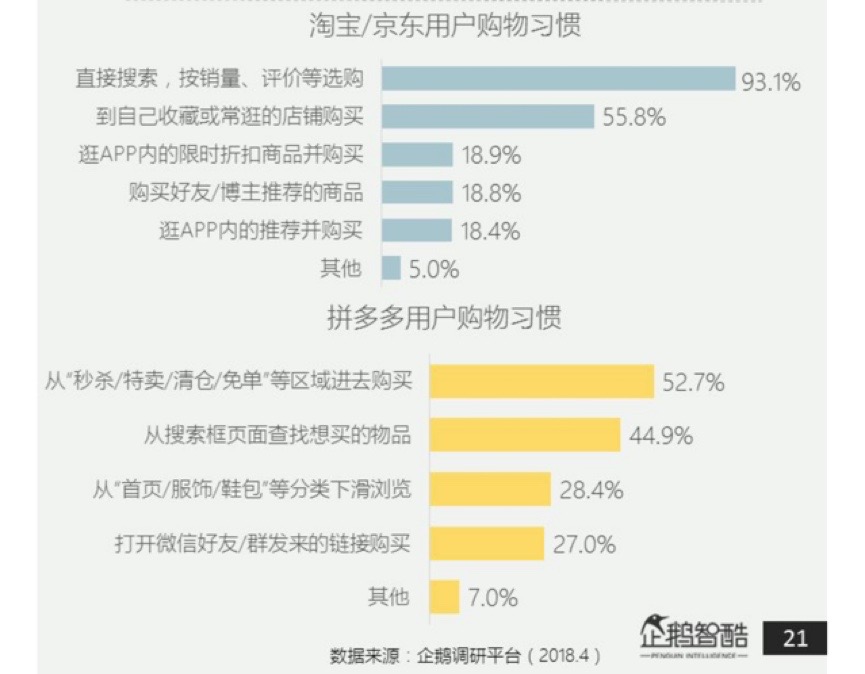 淘宝/京东用户购物习惯
直接搜索，按销量、评价等选购 93.1%
到自己收藏或常逛的店铺购买 55.8%
逛APP内的限时折扣商品并购买 18.9%
购买好友/博主推荐的商品 18.8%
逛APP内的推荐并购买 18.4%
其他 5.0%
拼多多用户购物习惯
从“秒杀/特卖/清仓/免单”等区域进去购买 52.7%
从搜索框页面查找想买的物品 44.9%
从“首页/服饰/鞋包”等分类下滑浏览 28.4%
打开微信好友/群发来的链接购买 27.0%
其他 7.0%
企鹅智酷
PENGUIN INTELLIGENCE
21
数据来源：企鹅调研平台（2018.4）